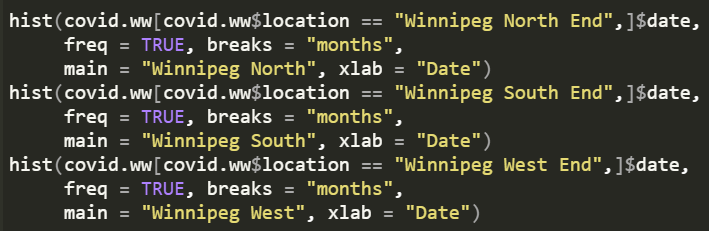 hist(covid.ww[covid.ww$location == "Winnipeg North End",]$date,
     freq = TRUE, breaks = "months",
     main = "Winnipeg North", xlab = "Date")
hist(covid.ww[covid.ww$location == "Winnipeg South End",]$date,
     freq = TRUE, breaks = "months",
     main = "Winnipeg South", xlab = "Date")
hist(covid.ww[covid.ww$location == "Winnipeg West End",]$date,
     freq = TRUE, breaks = "months",
     main = "Winnipeg West", xlab = "Date")